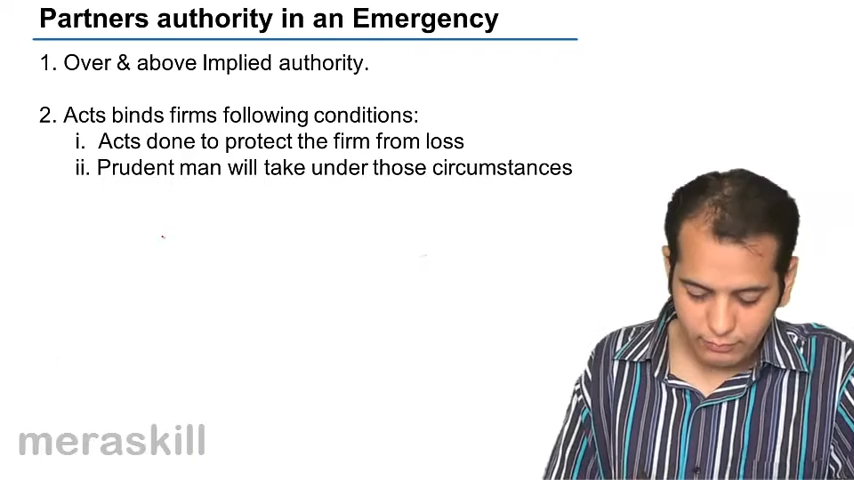 Partners authority in an Emergency
1. Over & above Implied authority.
2. Acts binds firms following conditions:
i. Acts done to protect the firm from loss
ii. Prudent man will take under those circumstances
meraskill